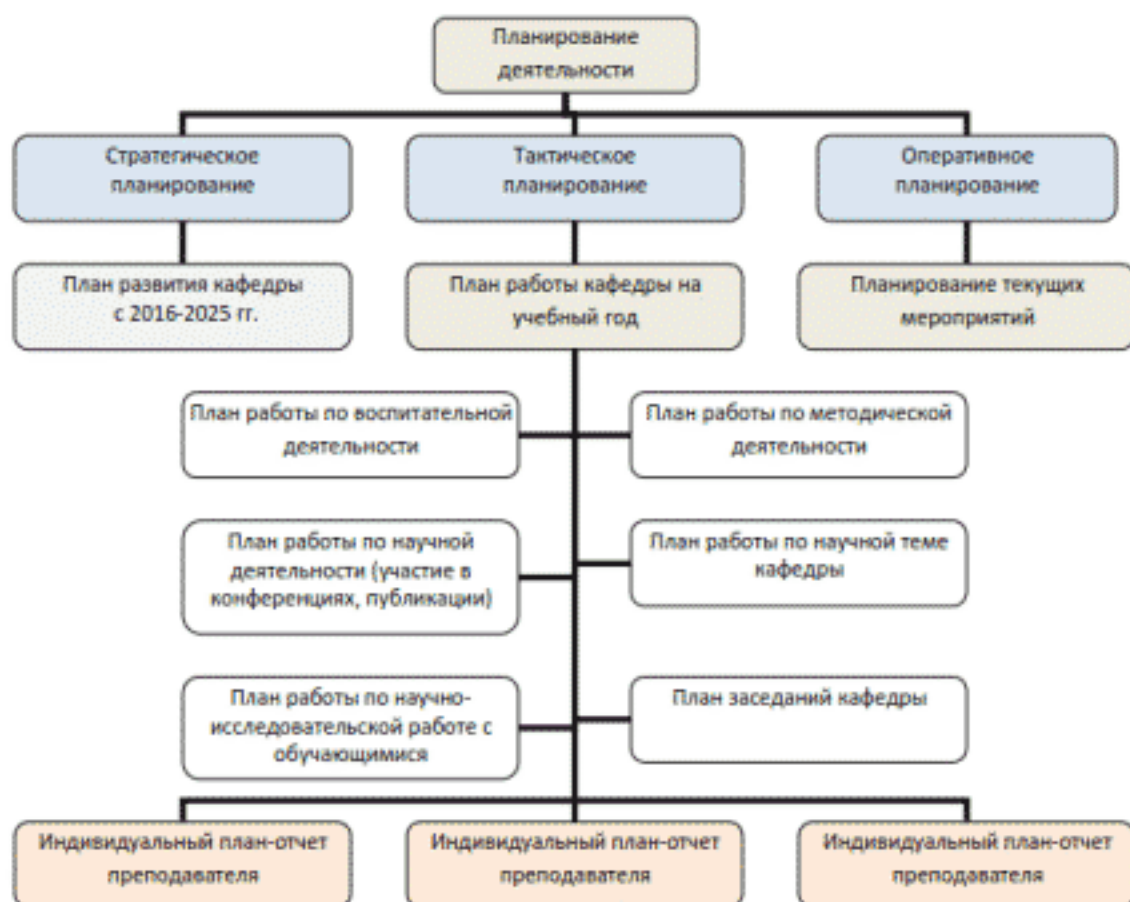 Планирование
деятельности
Стратегическое
планирование
Тактическое
планирование
Оперативное
планирование
План развития кафедры
с 2016-2025 гг.
План работы кафедры на
учебный год
Планирование текущих
мероприятий
План работы по воспитательной
деятельности
План работы по методической
деятельности
План работы по научной
деятельности (участие в
конференциях, публикации)
План работы по научной теме
кафедры
План работы по научно-
исследовательской работе с
обучающимися
План заседаний кафедры
Индивидуальный план-отчет
преподавателя
Индивидуальный план-отчет
преподавателя
Индивидуальный план-отчет
преподавателя